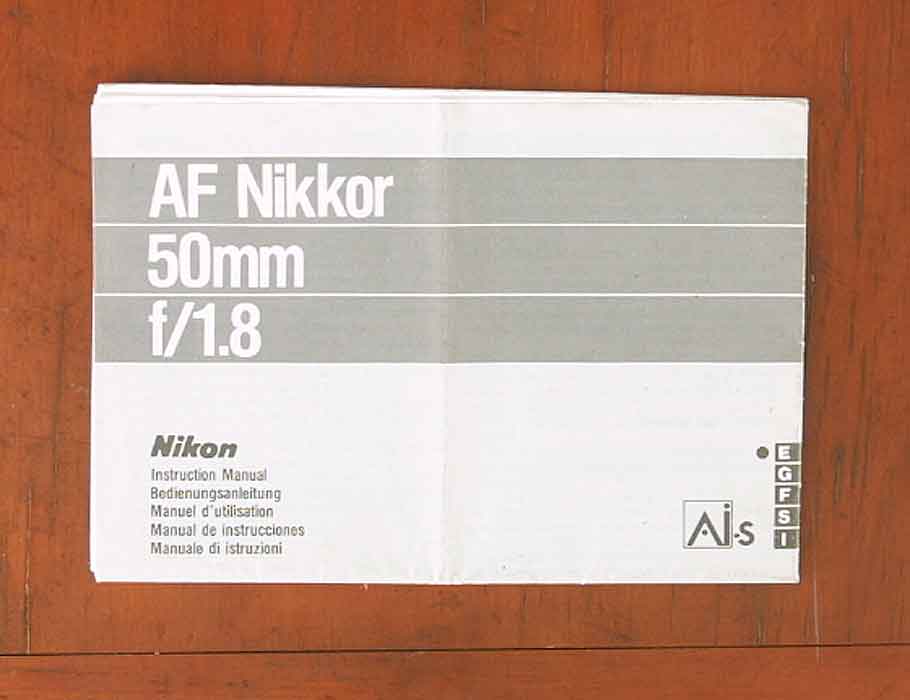 AF Nikkor
50mm
f/1.8
Nikon
Instruction Manual
Bedienungsanleitung
Manuel d'utilisation
Manual de instrucciones
Manuale di istruzioni
Ai-s
E
G
F
S
I